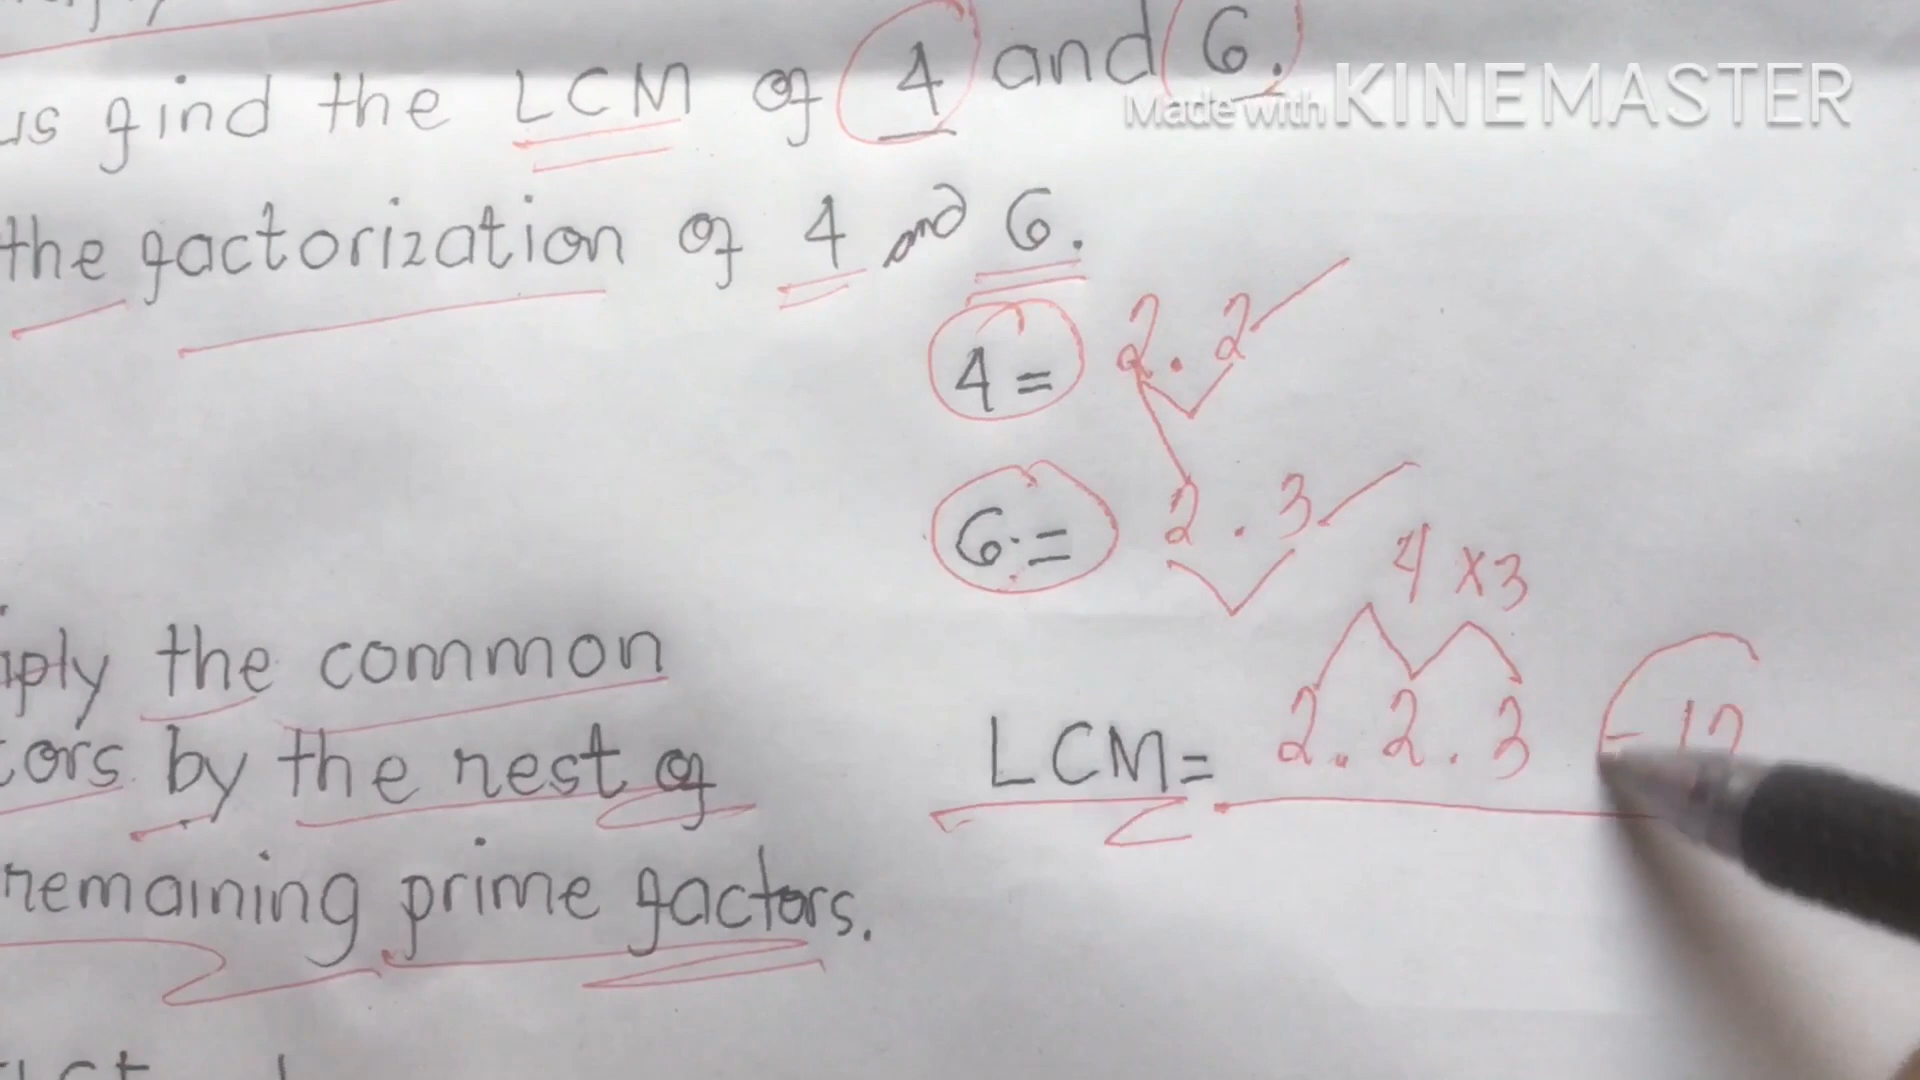 us find the LCM of 4 and 6.
Made with KINEMASTER
the factorization of 4 and 6.
4 = 2 . 2
6 = 2 . 3
4 x 3
LCM = 2 . 2 . 3 = 12
the common
by the rest of
remaining prime factors.